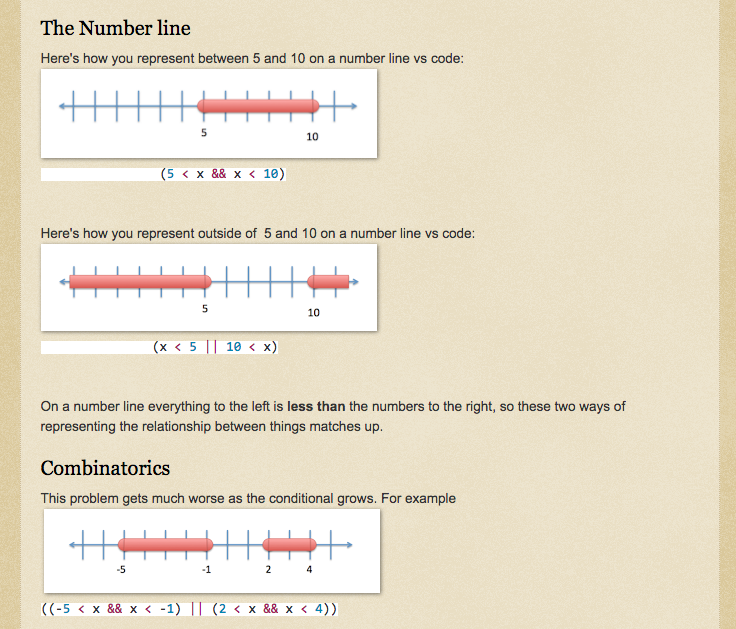 The Number line
Here's how you represent between 5 and 10 on a number line vs code:
5 10
(5 < x && x < 10)
Here's how you represent outside of  5 and 10 on a number line vs code:
5 10
(x < 5 || 10 < x)
On a number line everything to the left is less than the numbers to the right, so these two ways of
representing the relationship between things matches up.
Combinatorics
This problem gets much worse as the conditional grows. For example
-5 -1 2 4
((-5 < x && x < -1) || (2 < x && x < 4))